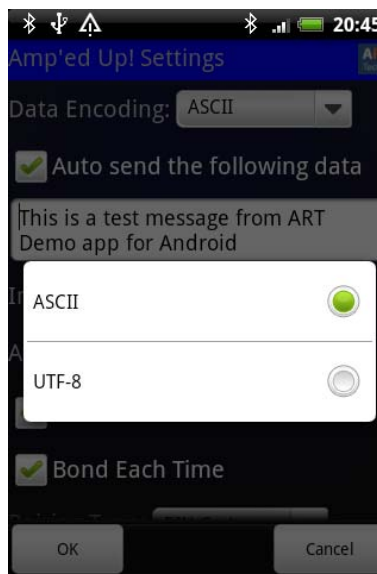 20:45
Amp'ed Up! Settings
Data Encoding: ASCII
Auto send the following data
This is a test message from ART
Demo app for Android
ASCII
UTF-8
Bond Each Time
OK
Cancel